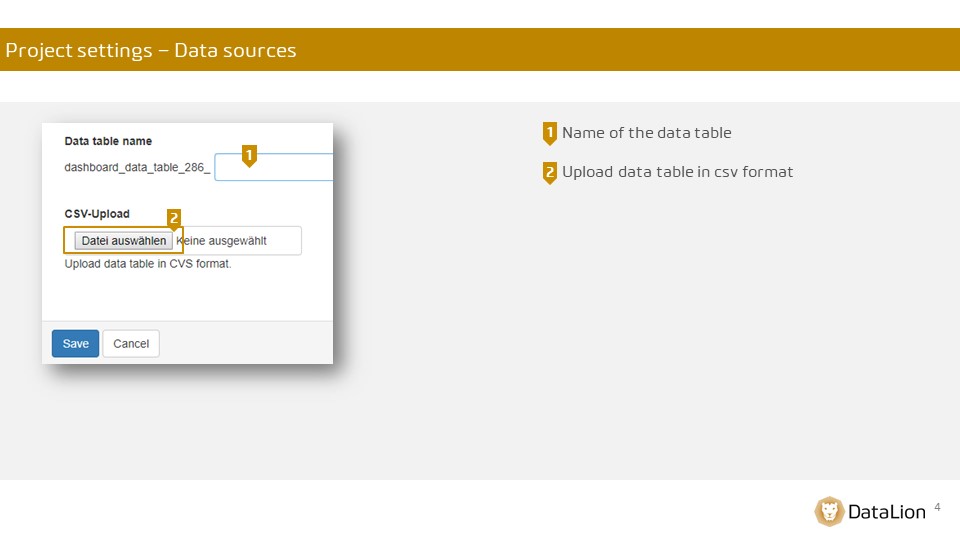 Project settings – Data sources
Data table name
1
dashboard_data_table_286_
CSV-Upload
2
Datei auswählen Keine ausgewählt
Upload data table in CVS format.
Save Cancel
1 Name of the data table
2 Upload data table in csv format
DataLion 4